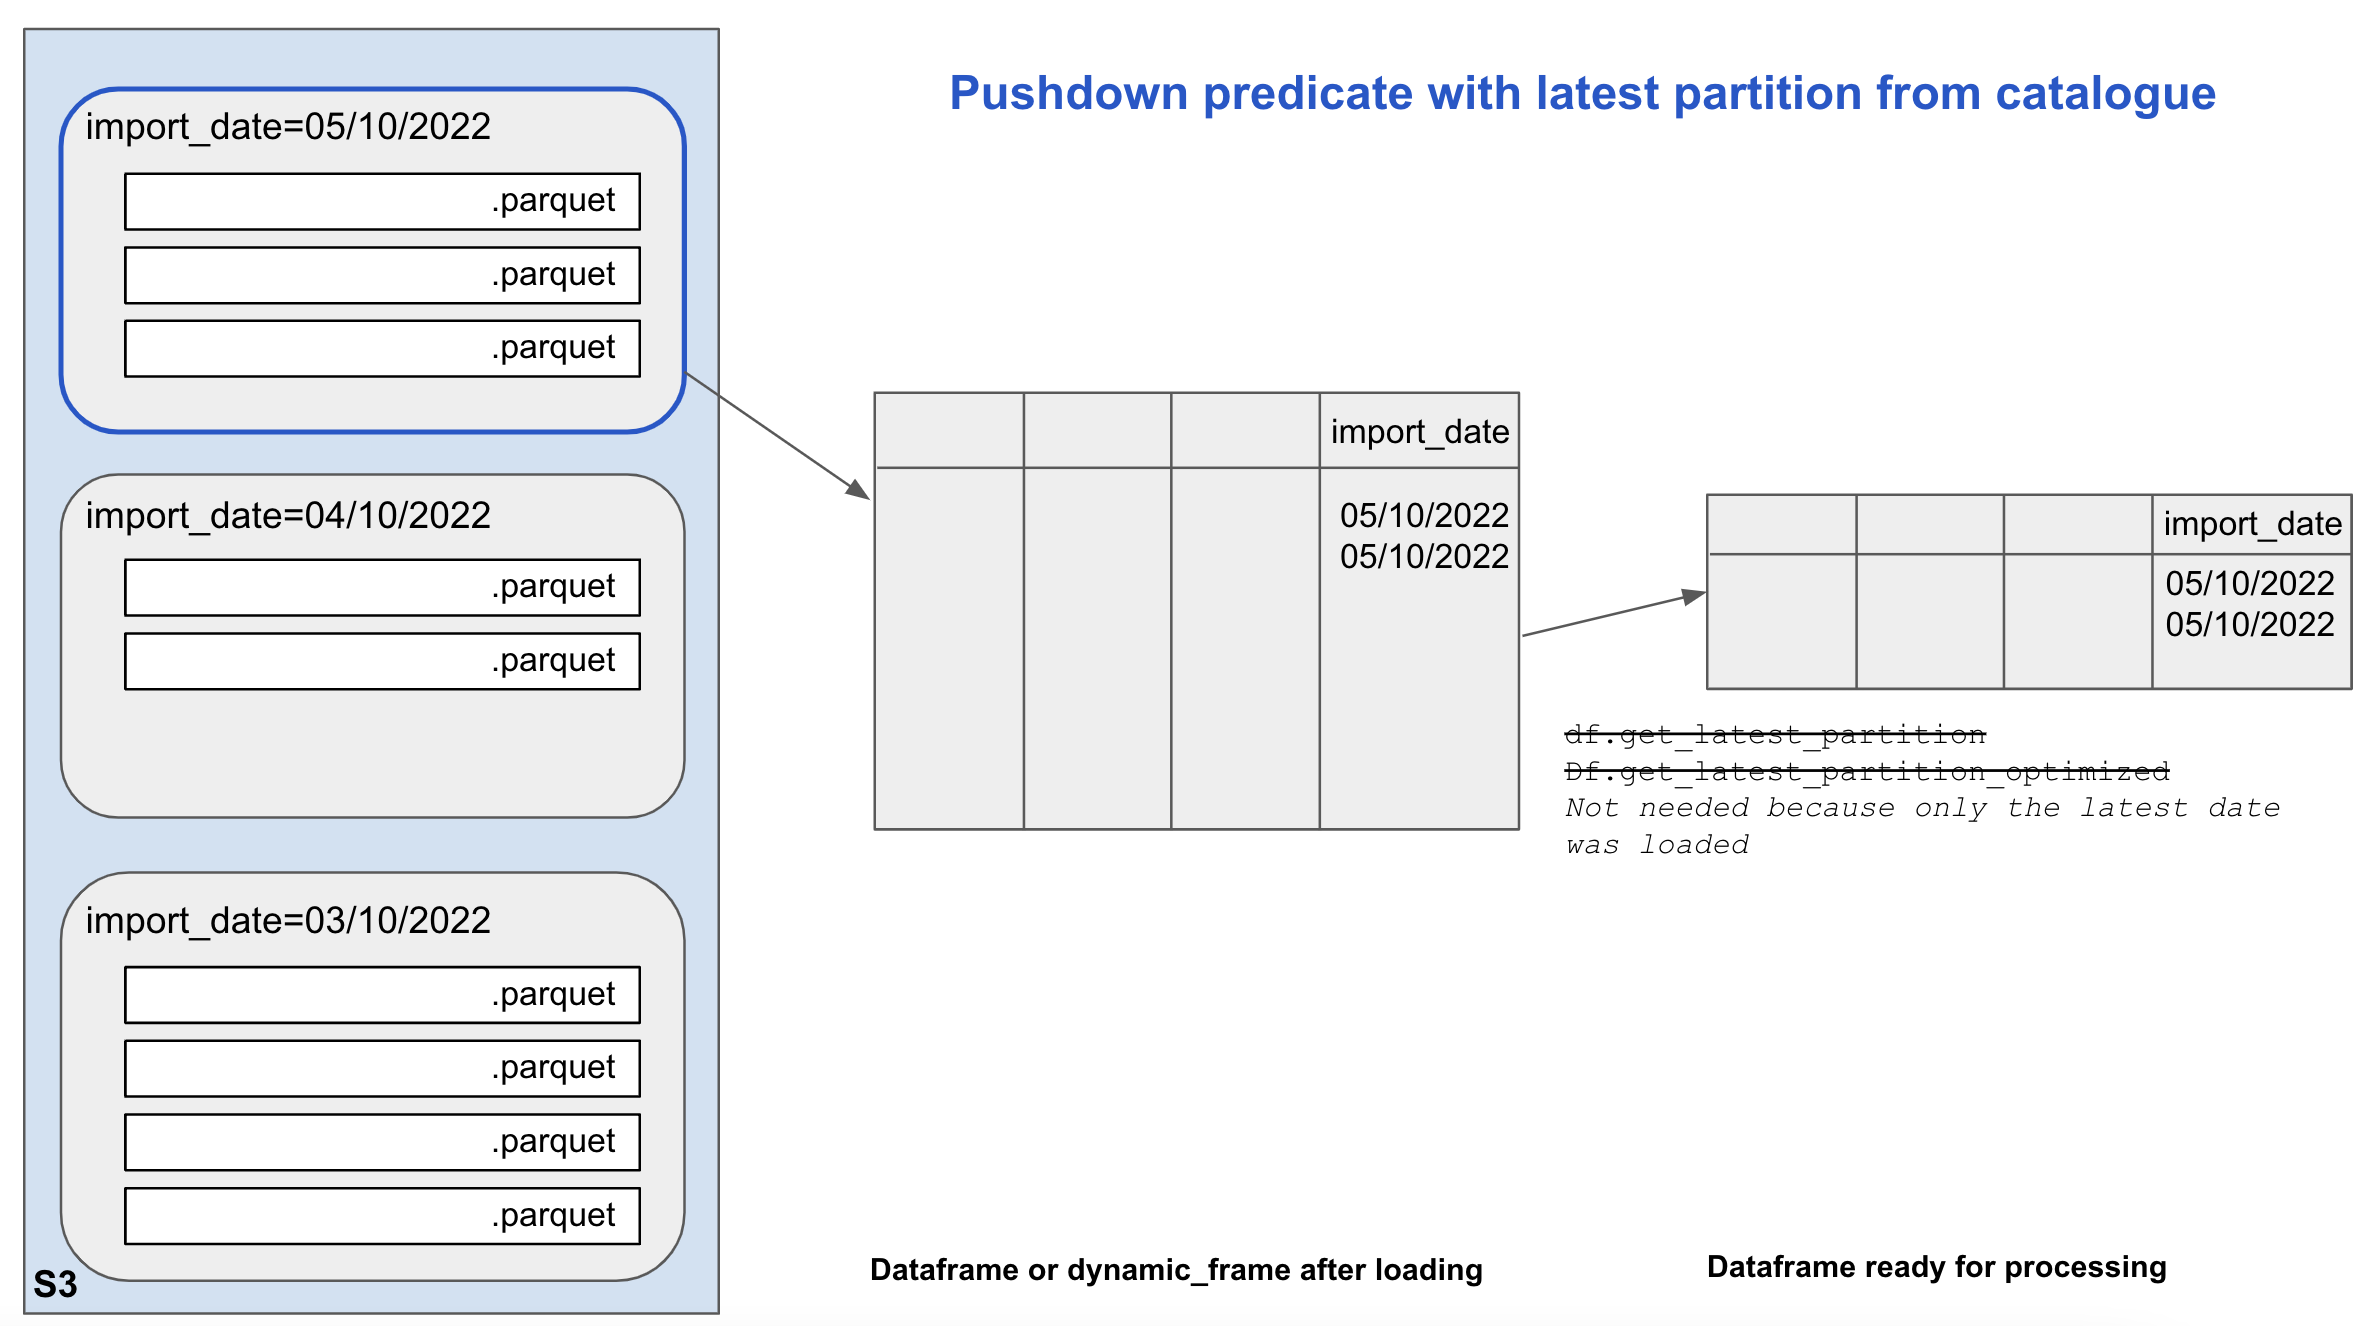 Pushdown predicate with latest partition from catalogue
import_date=05/10/2022
.parquet
.parquet
.parquet
import_date=04/10/2022
.parquet
.parquet
import_date=03/10/2022
.parquet
.parquet
.parquet
.parquet
S3
import_date
05/10/2022
05/10/2022
Dataframe or dynamic_frame after loading
import_date
05/10/2022
05/10/2022
df.get_latest_partition
Df.get_latest_partition_optimized
Not needed because only the latest date
was loaded
Dataframe ready for processing